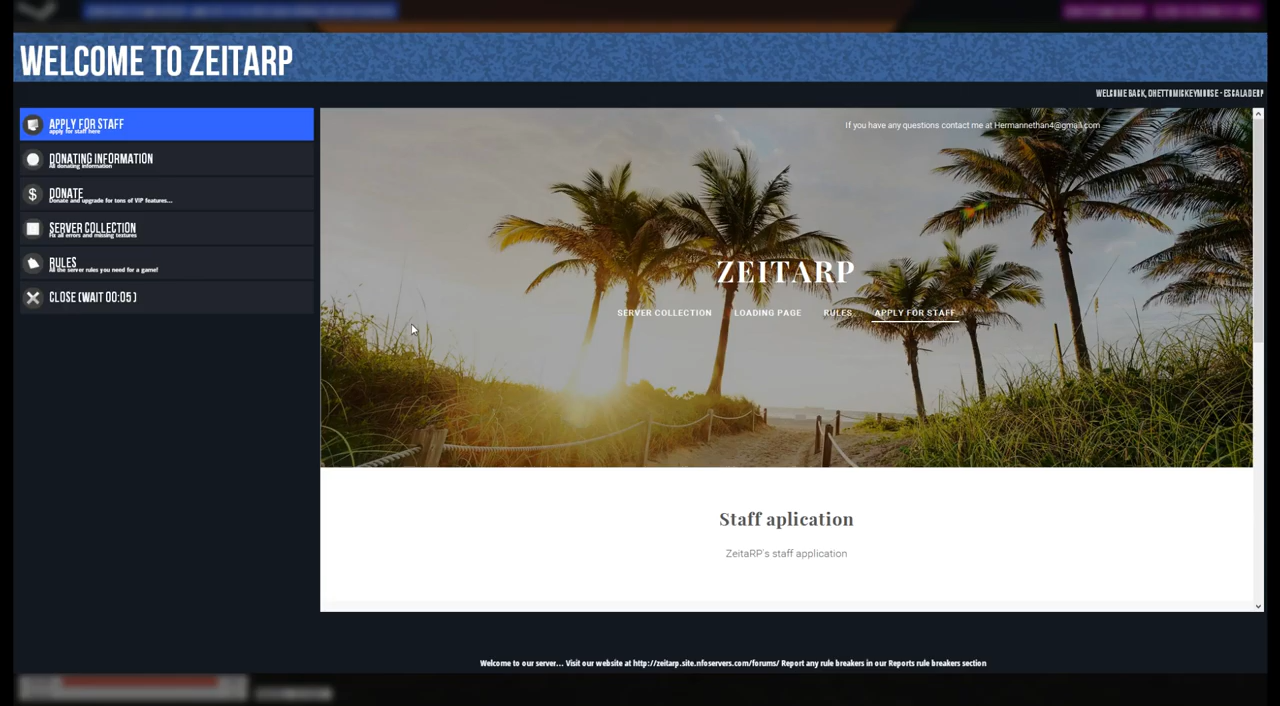 WELCOME TO ZEITARP
WELCOME BACK, GHETTOMICKEYMOUSE - ESCALADERP
APPLY FOR STAFF
apply for staff here
DONATING INFORMATION
All donating information
DONATE
Donate and upgrade for tons of VIP features...
SERVER COLLECTION
Fix all errors and missing textures
RULES
All the server rules you need for a game!
CLOSE (WAIT 00:05)
If you have any questions contact me at Hermannethan4@gmail.com
ZEITARP
SERVER COLLECTION LOADING PAGE RULES APPLY FOR STAFF
Staff aplication
ZeitaRP's staff application
Welcome to our server... Visit our website at http://zeitarp.site.nfoservers.com/forums/ Report any rule breakers in our Reports rule breakers section